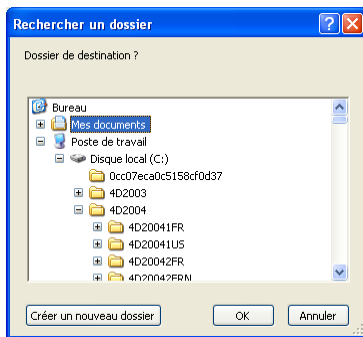 Rechercher un dossier
Dossier de destination ?
Bureau
Mes documents
Poste de travail
Disque local (C:)
0cc07eca0c5158cf0d37
4D2003
4D2004
4D20041FR
4D20041US
4D20042FR
4D20042FRN
Créer un nouveau dossier OK Annuler